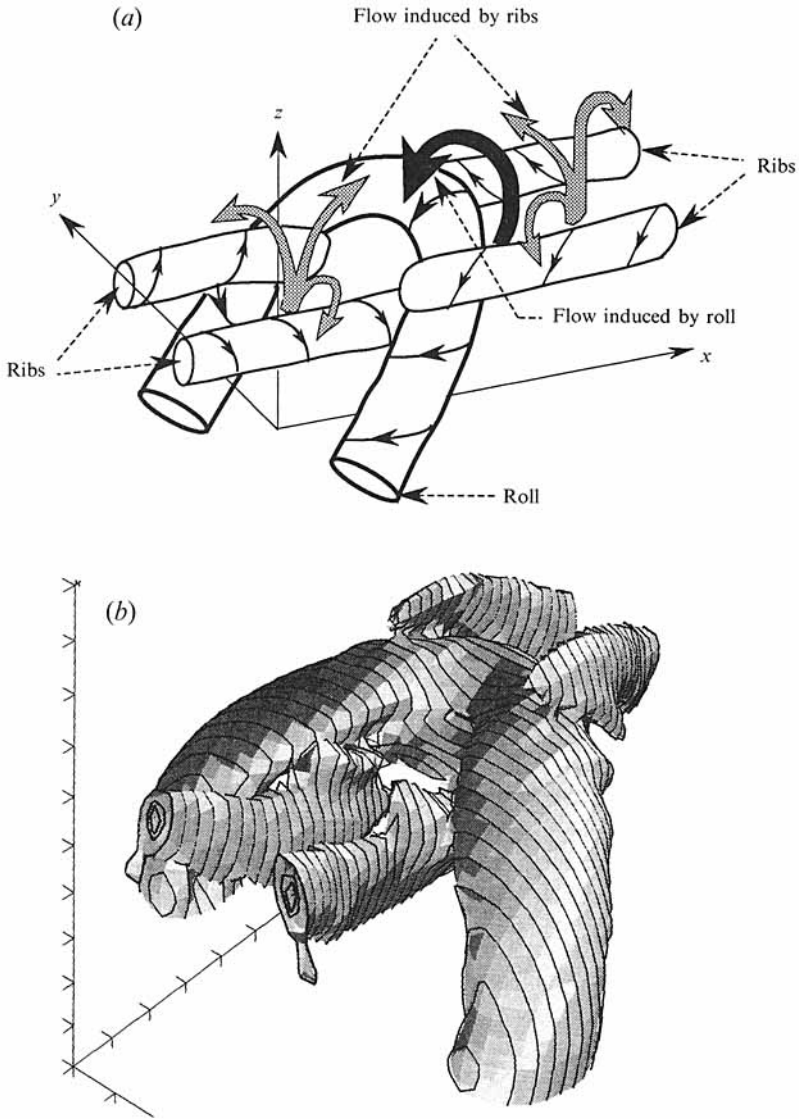 (a)
Flow induced by ribs
z
Ribs
y
Flow induced by roll
x
Ribs
Roll
(b)